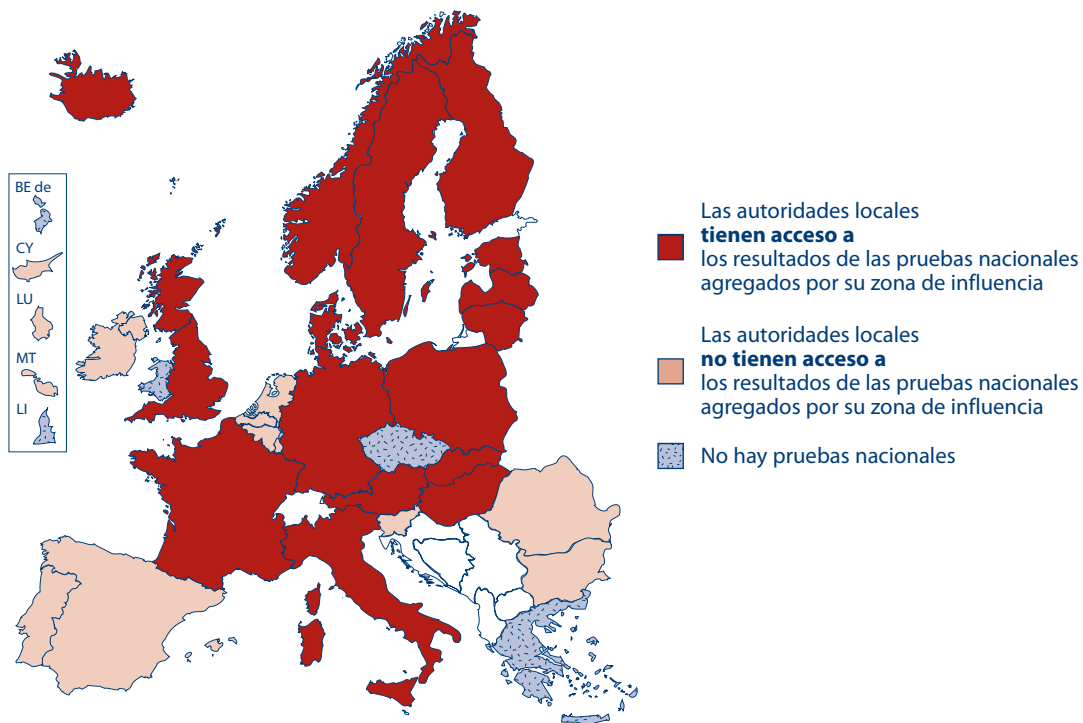 BE de
CY
LU
MT
LI
Las autoridades locales
tienen acceso a
los resultados de las pruebas nacionales
agregados por su zona de influencia
Las autoridades locales
no tienen acceso a
los resultados de las pruebas nacionales
agregados por su zona de influencia
No hay pruebas nacionales